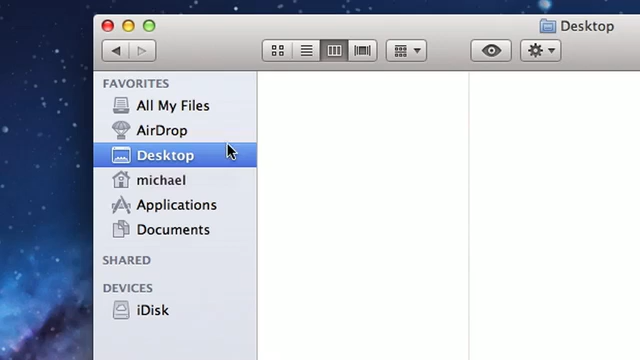 Desktop
FAVORITES
All My Files
AirDrop
Desktop
michael
Applications
Documents
SHARED
DEVICES
iDisk